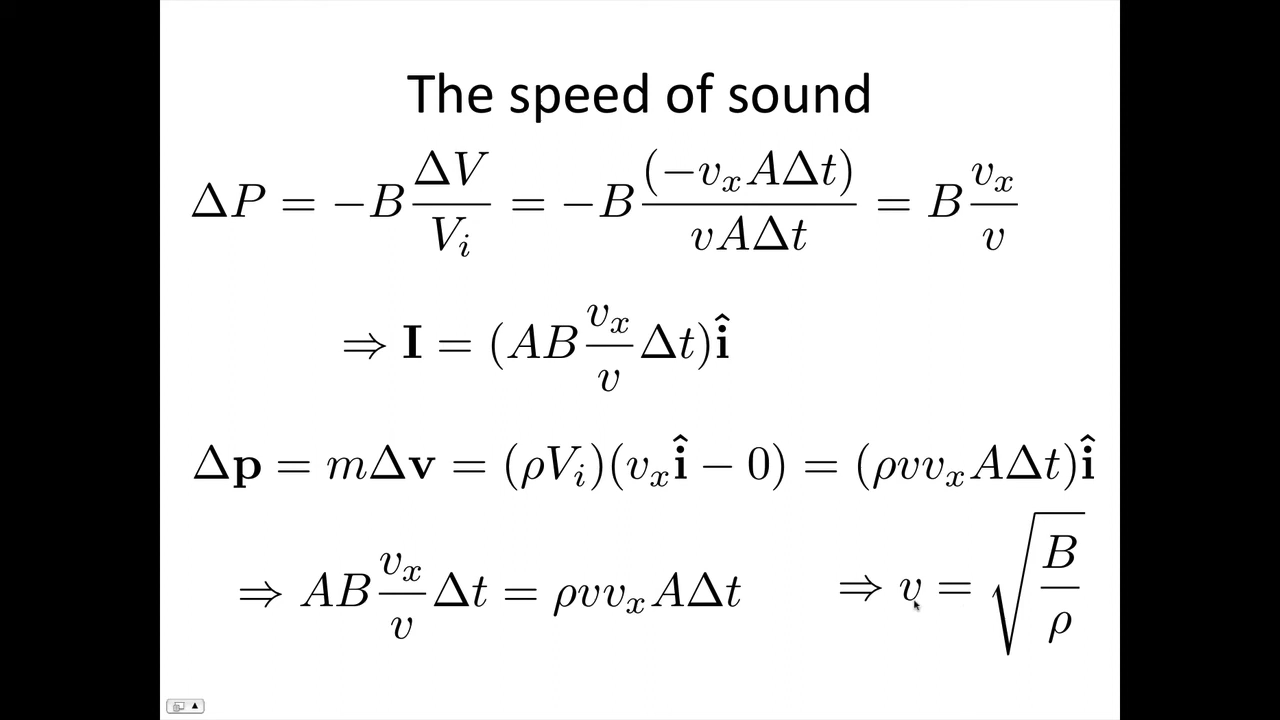 The speed of sound
ΔP = −B ΔV/V_i = −B (−v_x AΔt)/(vAΔt) = B v_x/v
⇒ I = (AB v_x/v Δt)î
Δp = mΔv = (ρV_i)(v_x î − 0) = (ρvv_x AΔt)î
⇒ AB v_x/v Δt = ρvv_x AΔt ⇒ v = √(B/ρ)